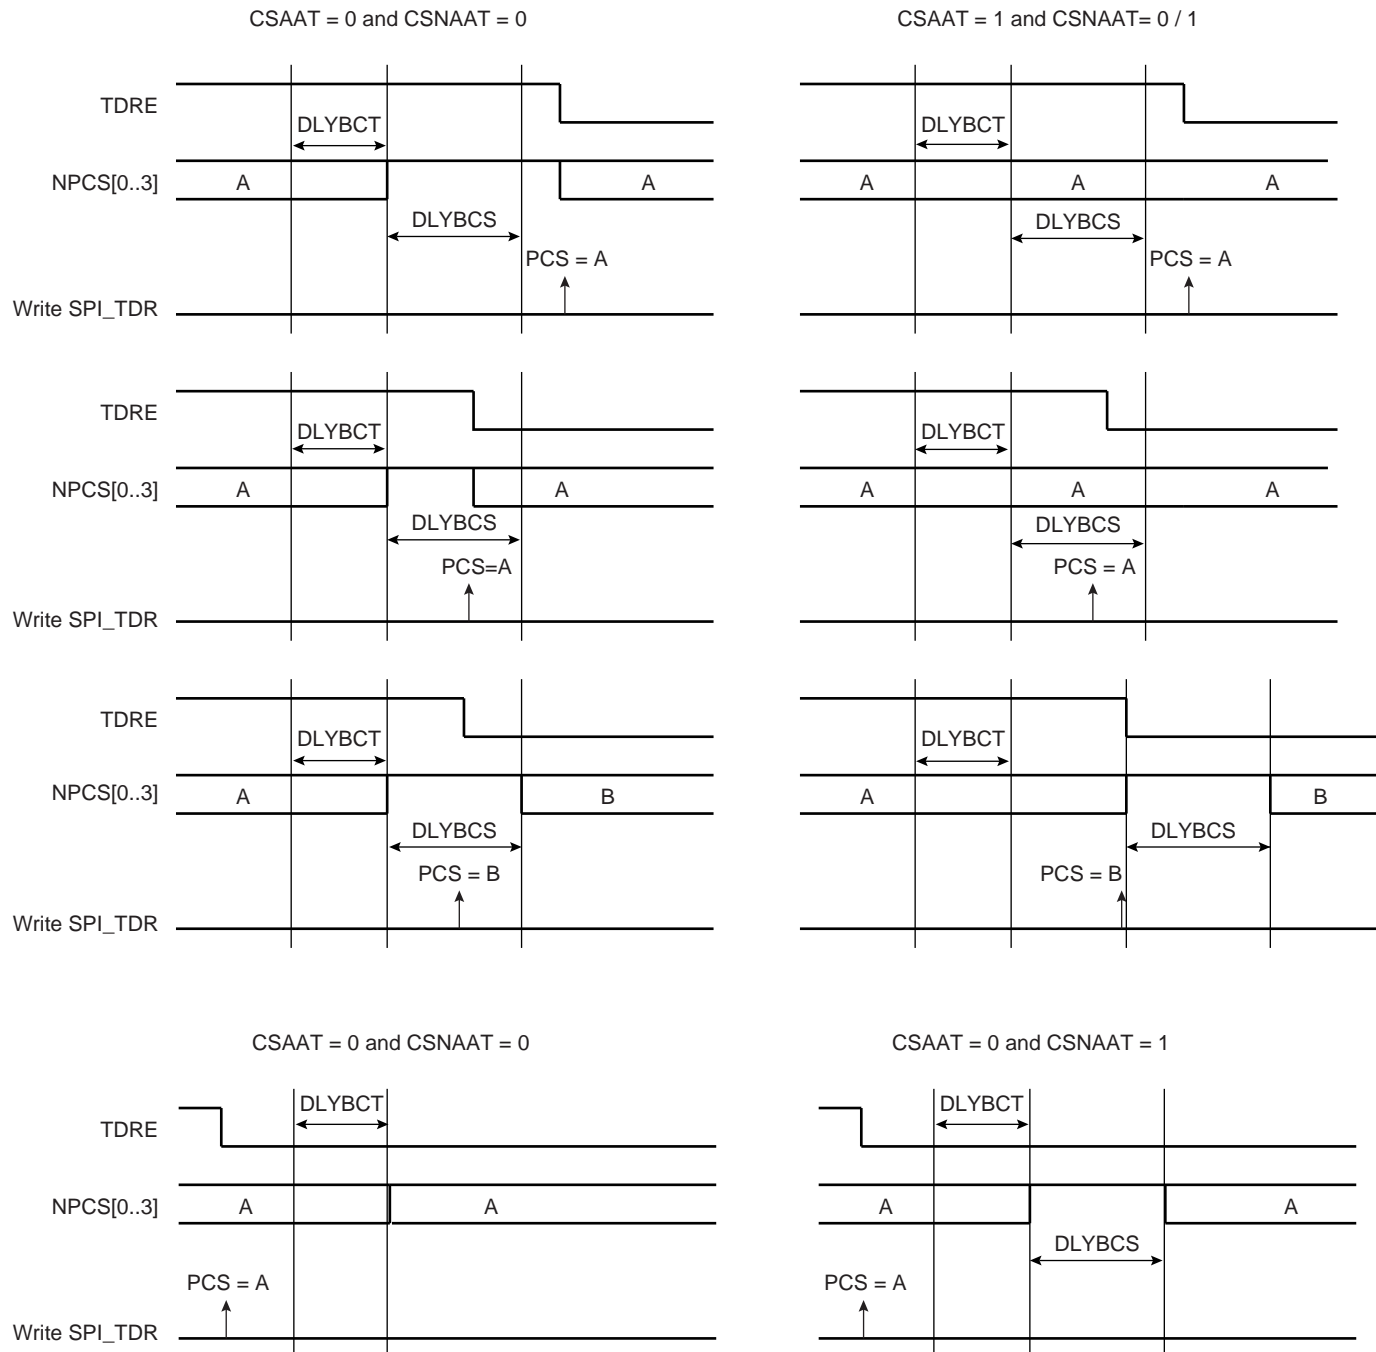 CSAAT = 0 and CSNAAT = 0
CSAAT = 1 and CSNAAT= 0 / 1
TDRE
DLYBCT
DLYBCT
NPCS[0..3]
A
A
A
A
A
DLYBCS
DLYBCS
PCS = A
PCS = A
Write SPI_TDR
TDRE
DLYBCT
DLYBCT
NPCS[0..3]
A
A
A
A
A
DLYBCS
DLYBCS
PCS=A
PCS = A
Write SPI_TDR
TDRE
DLYBCT
DLYBCT
NPCS[0..3]
A
B
A
B
DLYBCS
DLYBCS
PCS = B
PCS = B
Write SPI_TDR
CSAAT = 0 and CSNAAT = 0
CSAAT = 0 and CSNAAT = 1
DLYBCT
DLYBCT
TDRE
NPCS[0..3]
A
A
A
A
DLYBCS
PCS = A
PCS = A
Write SPI_TDR